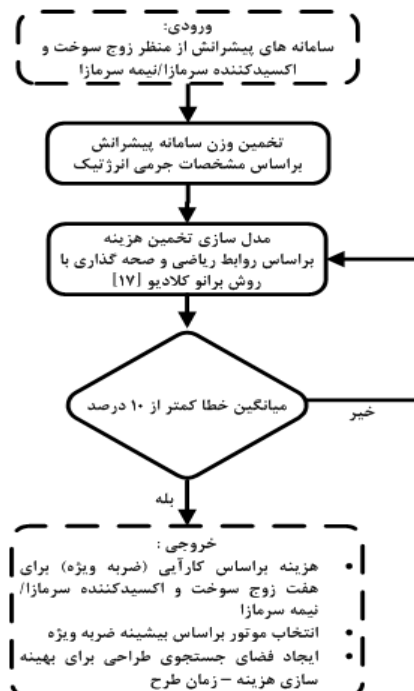 ورودی:
سامانه های پیشرانش از منظر زوج سوخت و
اکسیدکننده سرمازا/نیمه سرمازا
تخمین وزن سامانه پیشرانش
براساس مشخصات جرمی انرژتیک
مدل سازی تخمین هزینه
براساس روابط ریاضی و صحه گذاری با
روش برانو کلادیو [۱۷]
میانگین خطا کمتر از ۱۰ درصد
خیر
بله
خروجی:
• هزینه براساس کارآیی (ضربه ویژه) برای
هفت زوج سوخت و اکسیدکننده سرمازا/
نیمه سرمازا
• انتخاب موتور براساس بیشینه ضربه ویژه
• ایجاد فضای جستجوی طراحی برای بهینه
سازی هزینه – زمان طرح